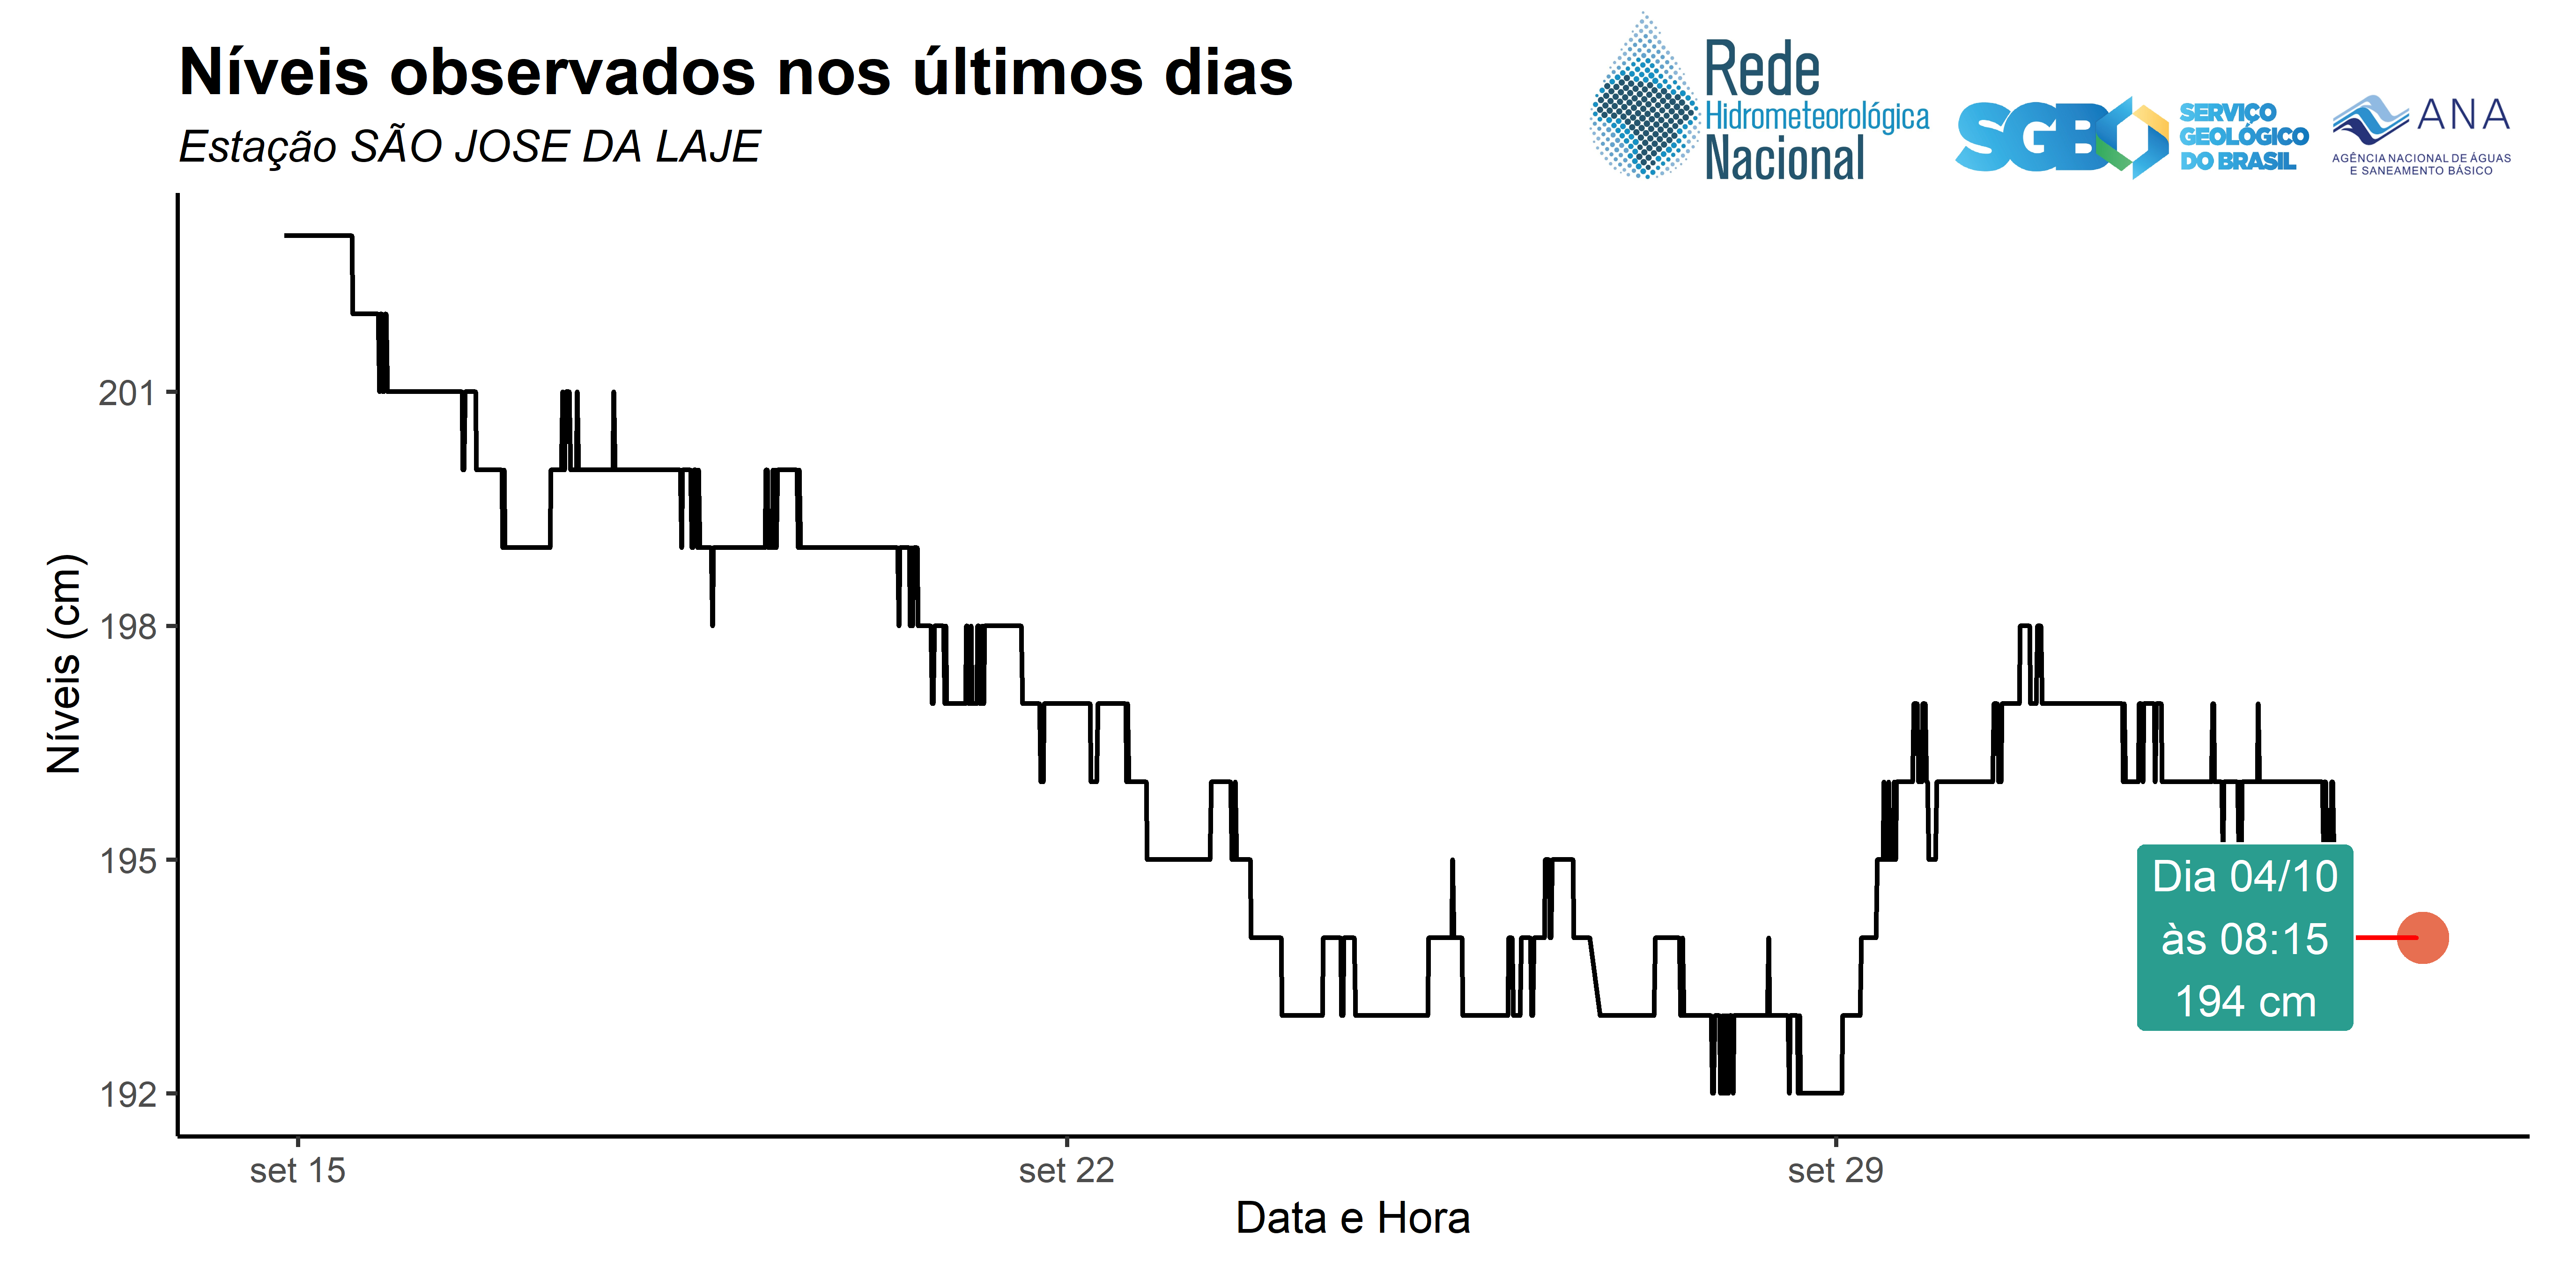 Níveis observados nos últimos dias
Estação SÃO JOSE DA LAJE
Rede
Hidrometeorológica
Nacional
SGB
SERVIÇO
GEOLÓGICO
DO BRASIL
ANA
AGÊNCIA NACIONAL DE ÁGUAS
E SANEAMENTO BÁSICO
Níveis (cm)
201
198
195
192
Dia 04/10
às 08:15
194 cm
set 15
set 22
set 29
Data e Hora